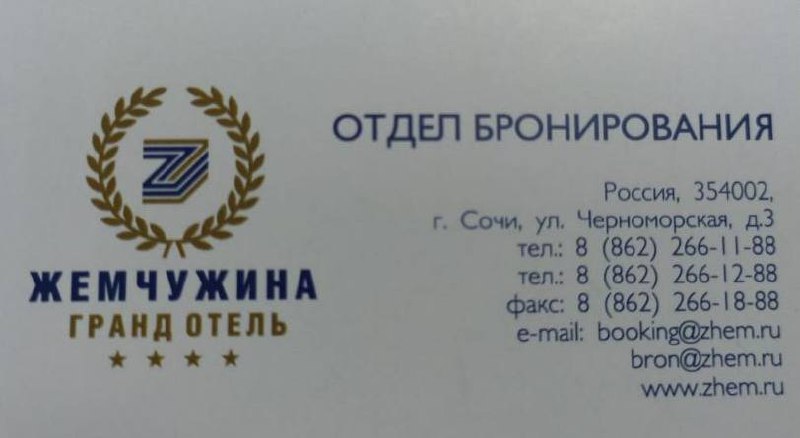 ЖЕМЧУЖИНА
ГРАНД ОТЕЛЬ
ОТДЕЛ БРОНИРОВАНИЯ
Россия, 354002,
г. Сочи, ул. Черноморская, д.3
тел.: 8 (862) 266-11-88
тел.: 8 (862) 266-12-88
факс: 8 (862) 266-18-88
e-mail: booking@zhem.ru
bron@zhem.ru
www.zhem.ru